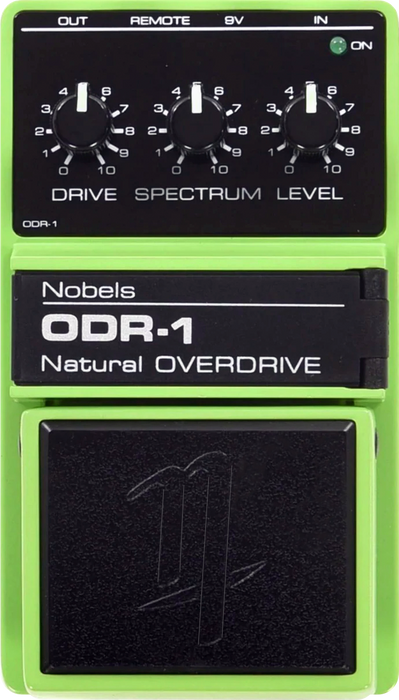 OUT REMOTE 9V IN
ON
4 5 6 4 5 6 4 5 6
3 7 3 7 3 7
2 8 2 8 2 8
1 9 1 9 1 9
0 10 0 10 0 10
DRIVE SPECTRUM LEVEL
ODR-1
Nobels
ODR-1
Natural OVERDRIVE